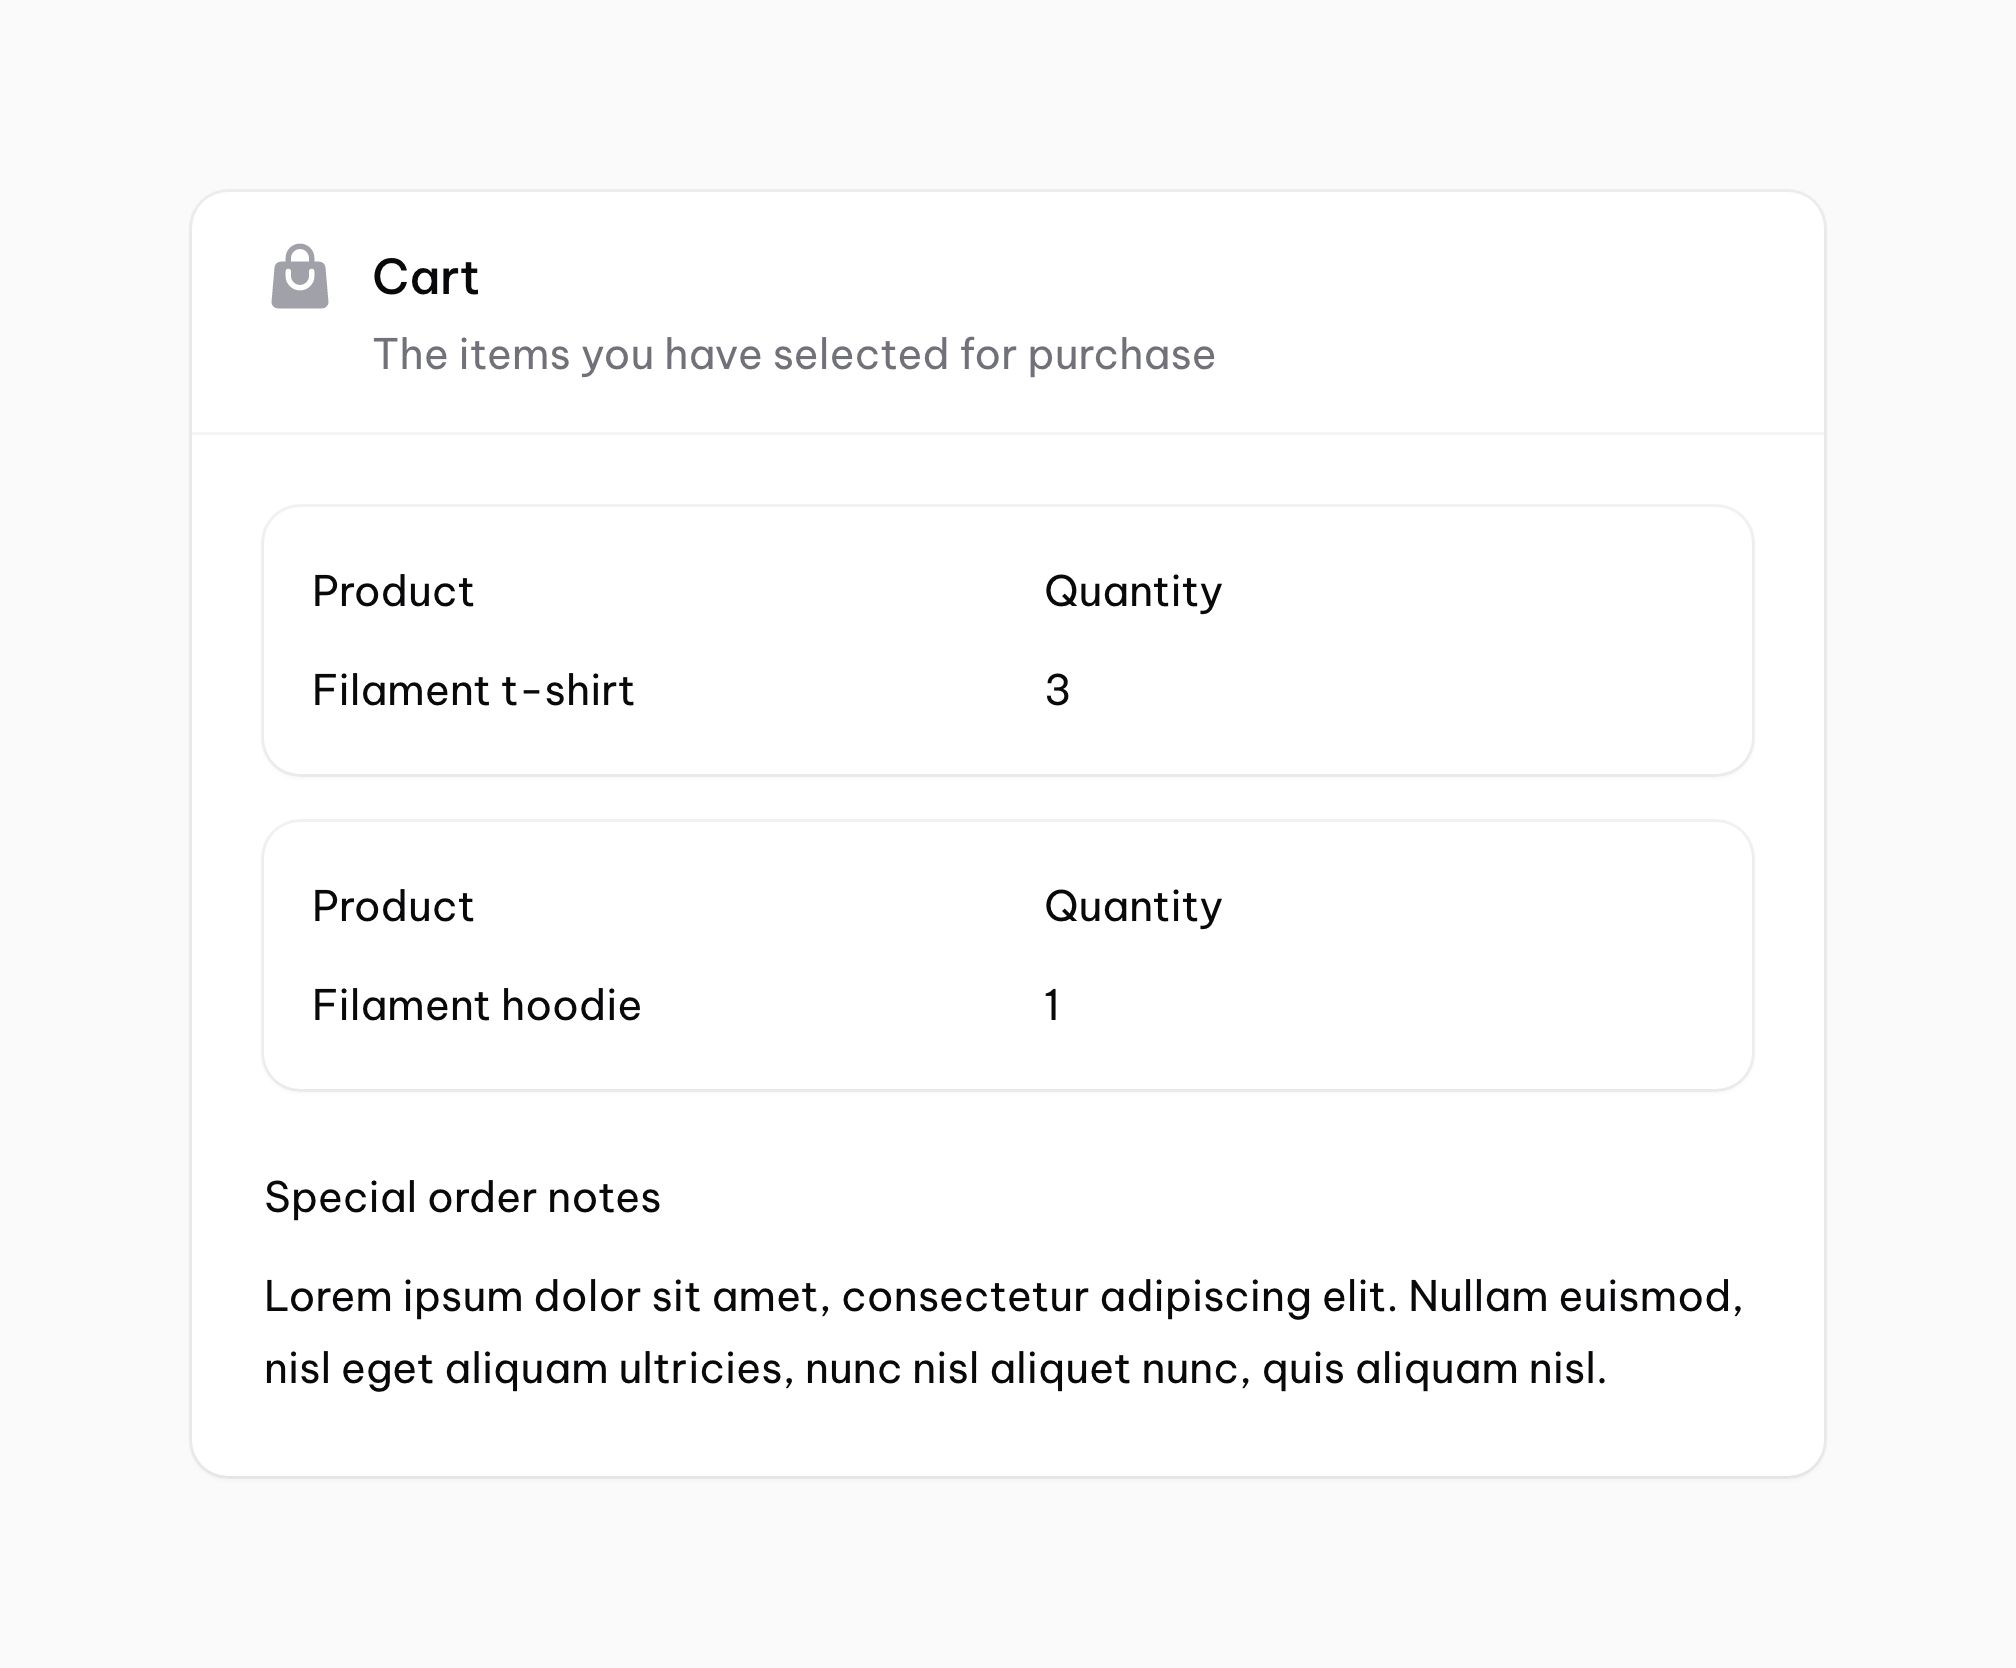 Cart
The items you have selected for purchase
Product Quantity
Filament t-shirt 3
Product Quantity
Filament hoodie 1
Special order notes
Lorem ipsum dolor sit amet, consectetur adipiscing elit. Nullam euismod,
nisl eget aliquam ultricies, nunc nisl aliquet nunc, quis aliquam nisl.